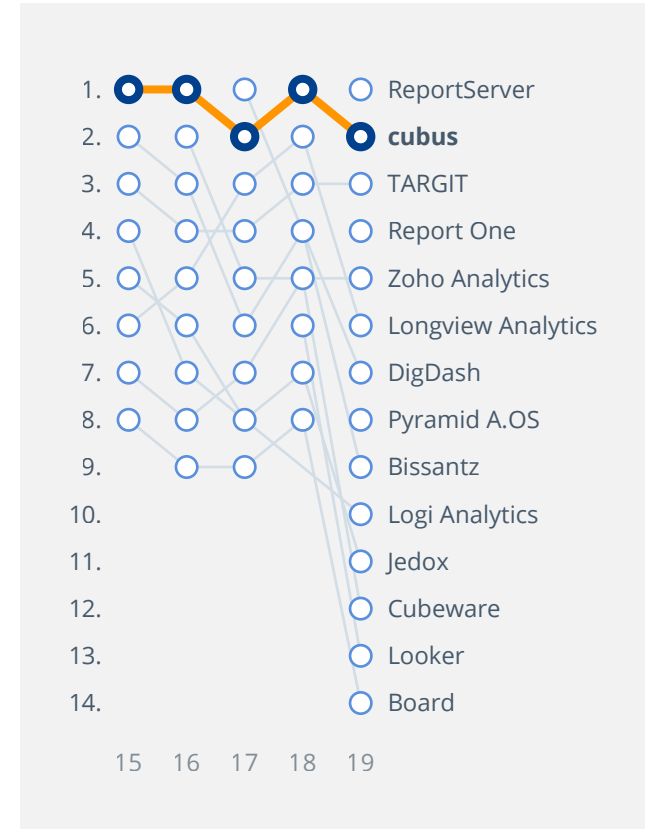 1. ReportServer
2. cubus
3. TARGIT
4. Report One
5. Zoho Analytics
6. Longview Analytics
7. DigDash
8. Pyramid A.OS
9. Bissantz
10. Logi Analytics
11. Jedox
12. Cubeware
13. Looker
14. Board
15 16 17 18 19